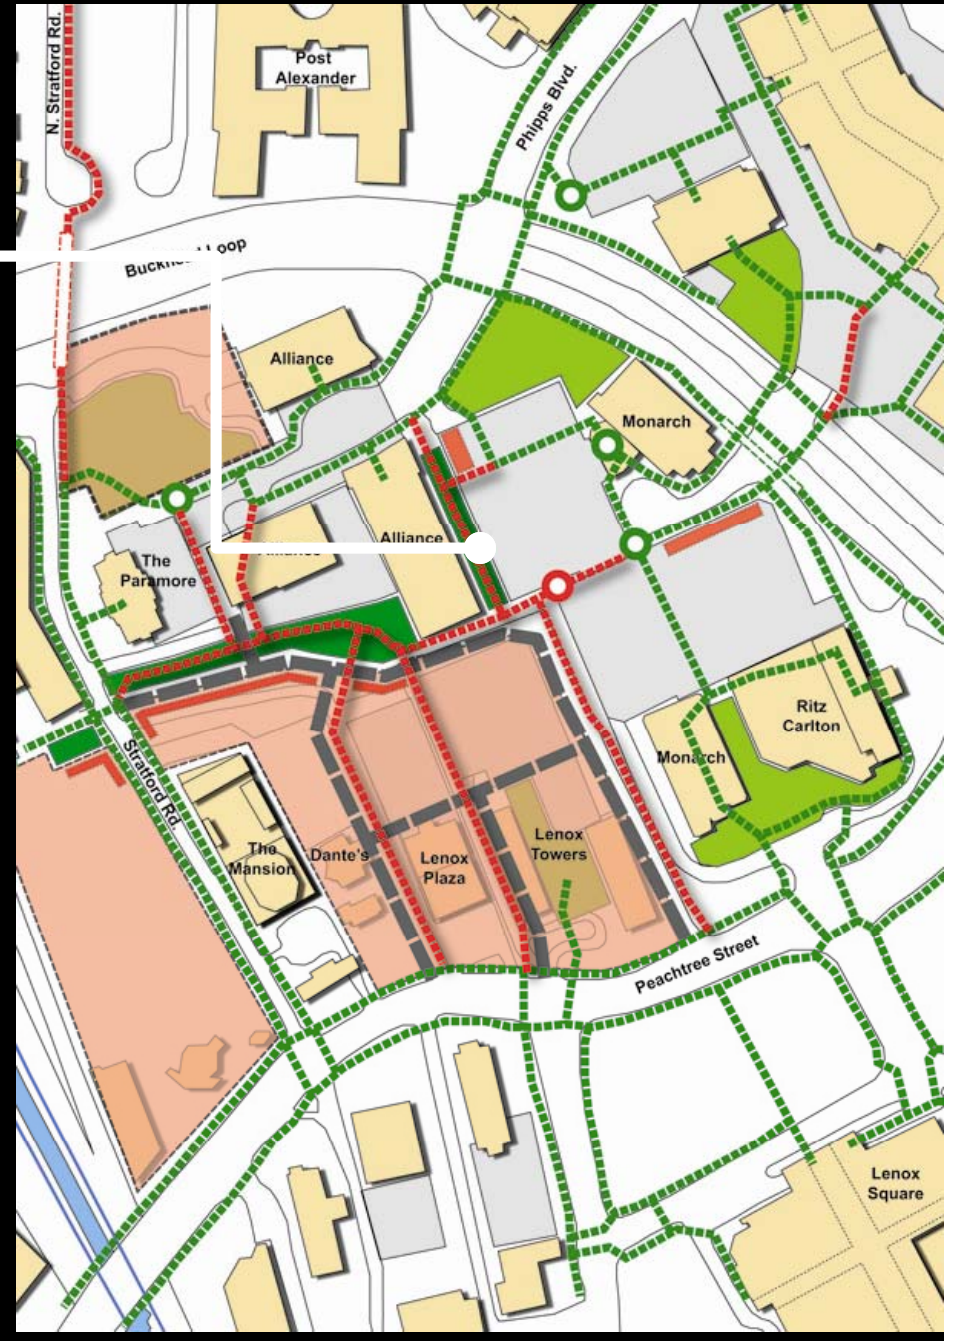 N. Stratford Rd.
Post
Alexander
Phipps Blvd.
Loop
Alliance
Monarch
Alliance
The
Paramore
Ritz
Carlton
Monarch
Stratford Rd.
The
Mansion
Dante's
Lenox
Plaza
Lenox
Towers
Peachtree Street
Lenox
Square